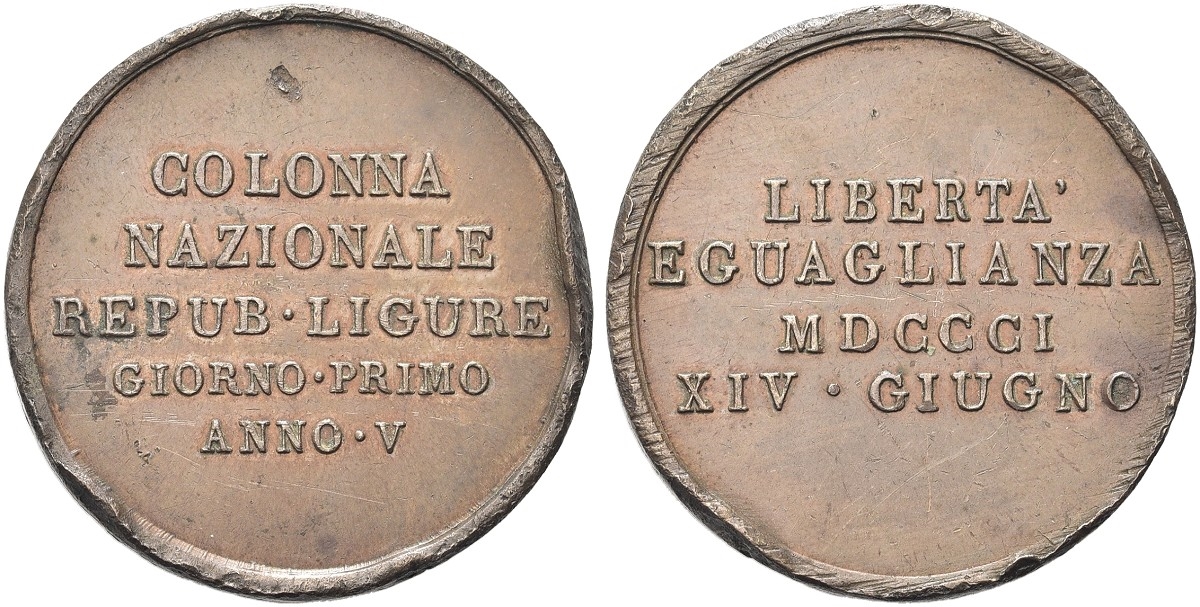 COLONNA
NAZIONALE
REPUB·LIGURE
GIORNO·PRIMO
ANNO·V
LIBERTA'
EGUAGLIANZA
MDCCCI
XIV·GIUGNO